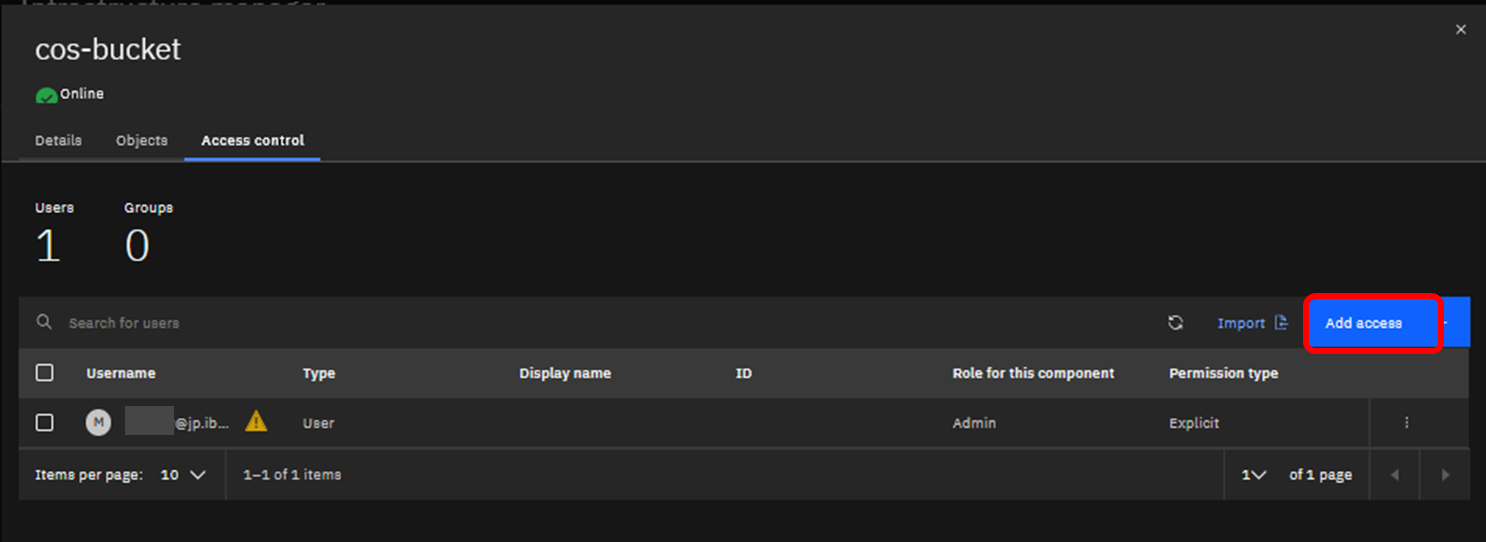 Infrastructure manager
cos-bucket
Online
Details Objects Access control
Users Groups
1 0
Search for users Import Add access
Username Type Display name ID Role for this component Permission type
M @jp.ib... User Admin Explicit
Items per page: 10 1–1 of 1 items 1 of 1 page